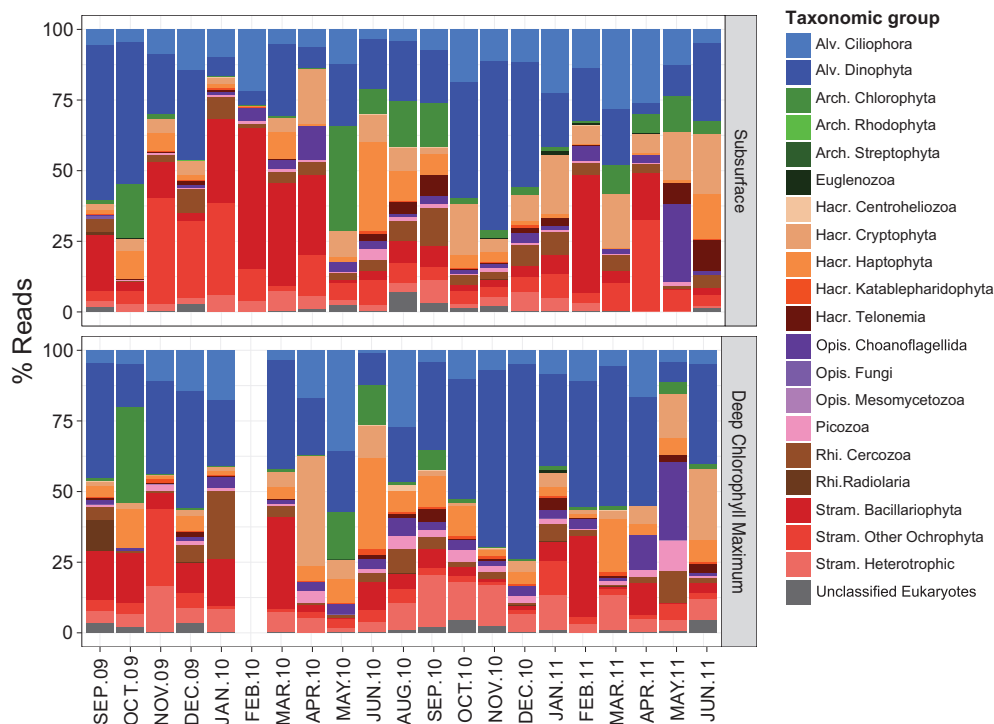 % Reads
100
75
50
25
0
Subsurface
100
75
50
25
0
Deep Chlorophyll Maximum
SEP.09
OCT.09
NOV.09
DEC.09
JAN.10
FEB.10
MAR.10
APR.10
MAY.10
JUN.10
AUG.10
SEP.10
OCT.10
NOV.10
DEC.10
JAN.11
FEB.11
MAR.11
APR.11
MAY.11
JUN.11
Taxonomic group
Alv. Ciliophora
Alv. Dinophyta
Arch. Chlorophyta
Arch. Rhodophyta
Arch. Streptophyta
Euglenozoa
Hacr. Centroheliozoa
Hacr. Cryptophyta
Hacr. Haptophyta
Hacr. Katablepharidophyta
Hacr. Telonemia
Opis. Choanoflagellida
Opis. Fungi
Opis. Mesomycetozoa
Picozoa
Rhi. Cercozoa
Rhi.Radiolaria
Stram. Bacillariophyta
Stram. Other Ochrophyta
Stram. Heterotrophic
Unclassified Eukaryotes